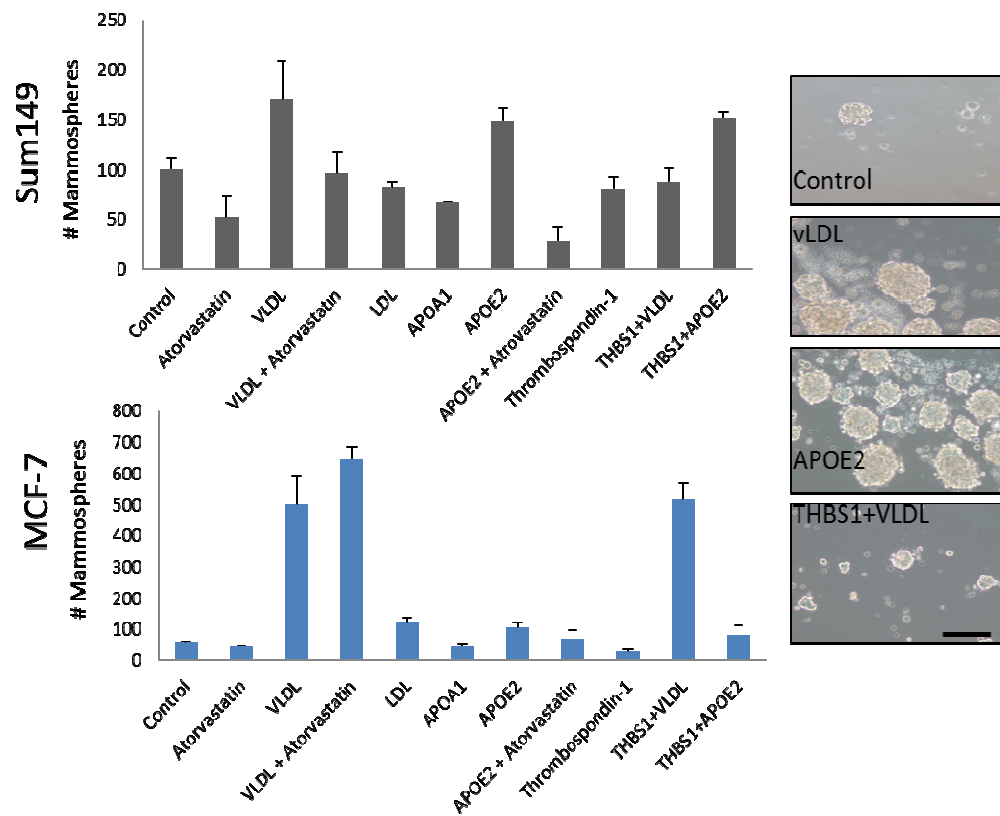 Sum149
# Mammospheres
250
200
150
100
50
0
Control
Atorvastatin
VLDL
VLDL + Atorvastatin
LDL
APOA1
APOE2
APOE2 + Atrovastatin
Thrombospondin-1
THBS1+VLDL
THBS1+APOE2
MCF-7
# Mammospheres
800
700
600
500
400
300
200
100
0
Control
Atorvastatin
VLDL
VLDL + Atorvastatin
LDL
APOA1
APOE2
APOE2 + Atorvastatin
Thrombospondin-1
THBS1+VLDL
THBS1+APOE2
Control
vLDL
APOE2
THBS1+VLDL